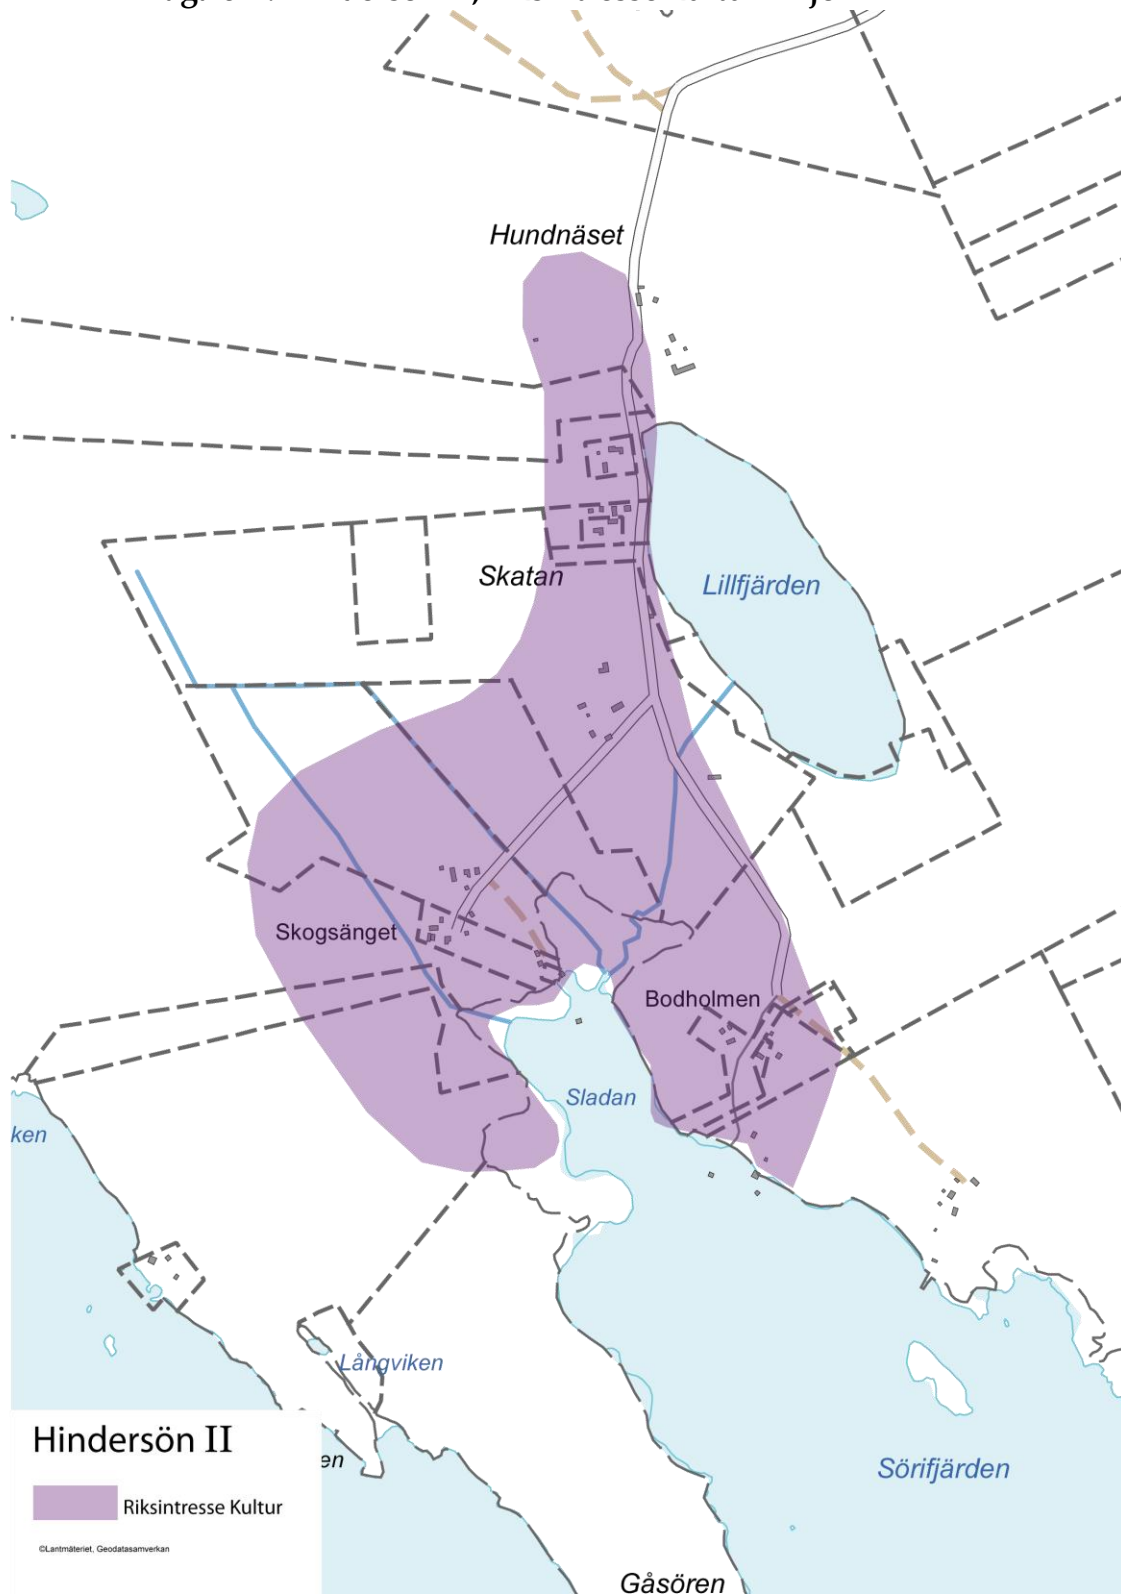 Hundnäset
Skatan
Lillfjärden
Skogsänget
Bodholmen
Sladan
ken
Långviken
Hindersön II
en
Riksintresse Kultur
Sörifjärden
©Lantmäteriet, Geodatasamverkan
Gåsören